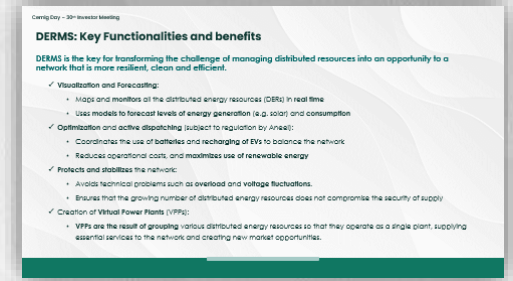 Cemig Day – 30th Investor Meeting
DERMS: Key Functionalities and benefits
DERMS is the key for transforming the challenge of managing distributed resources into an opportunity to a
network that is more resilient, clean and efficient.
✓ Visualization and Forecasting:
• Maps and monitors all the distributed energy resources (DERs) in real time
• Uses models to forecast levels of energy generation (e.g. solar) and consumption
✓ Optimization and active dispatching (subject to regulation by Aneel):
• Coordinates the use of batteries and recharging of EVs to balance the network
• Reduces operational costs, and maximizes use of renewable energy
✓ Protects and stabilizes the network:
• Avoids technical problems such as overload and voltage fluctuations.
• Ensures that the growing number of distributed energy resources does not compromise the security of supply
✓ Creation of Virtual Power Plants (VPPs):
• VPPs are the result of grouping various distributed energy resources so that they operate as a single plant, supplying
essential services to the network and creating new market opportunities.